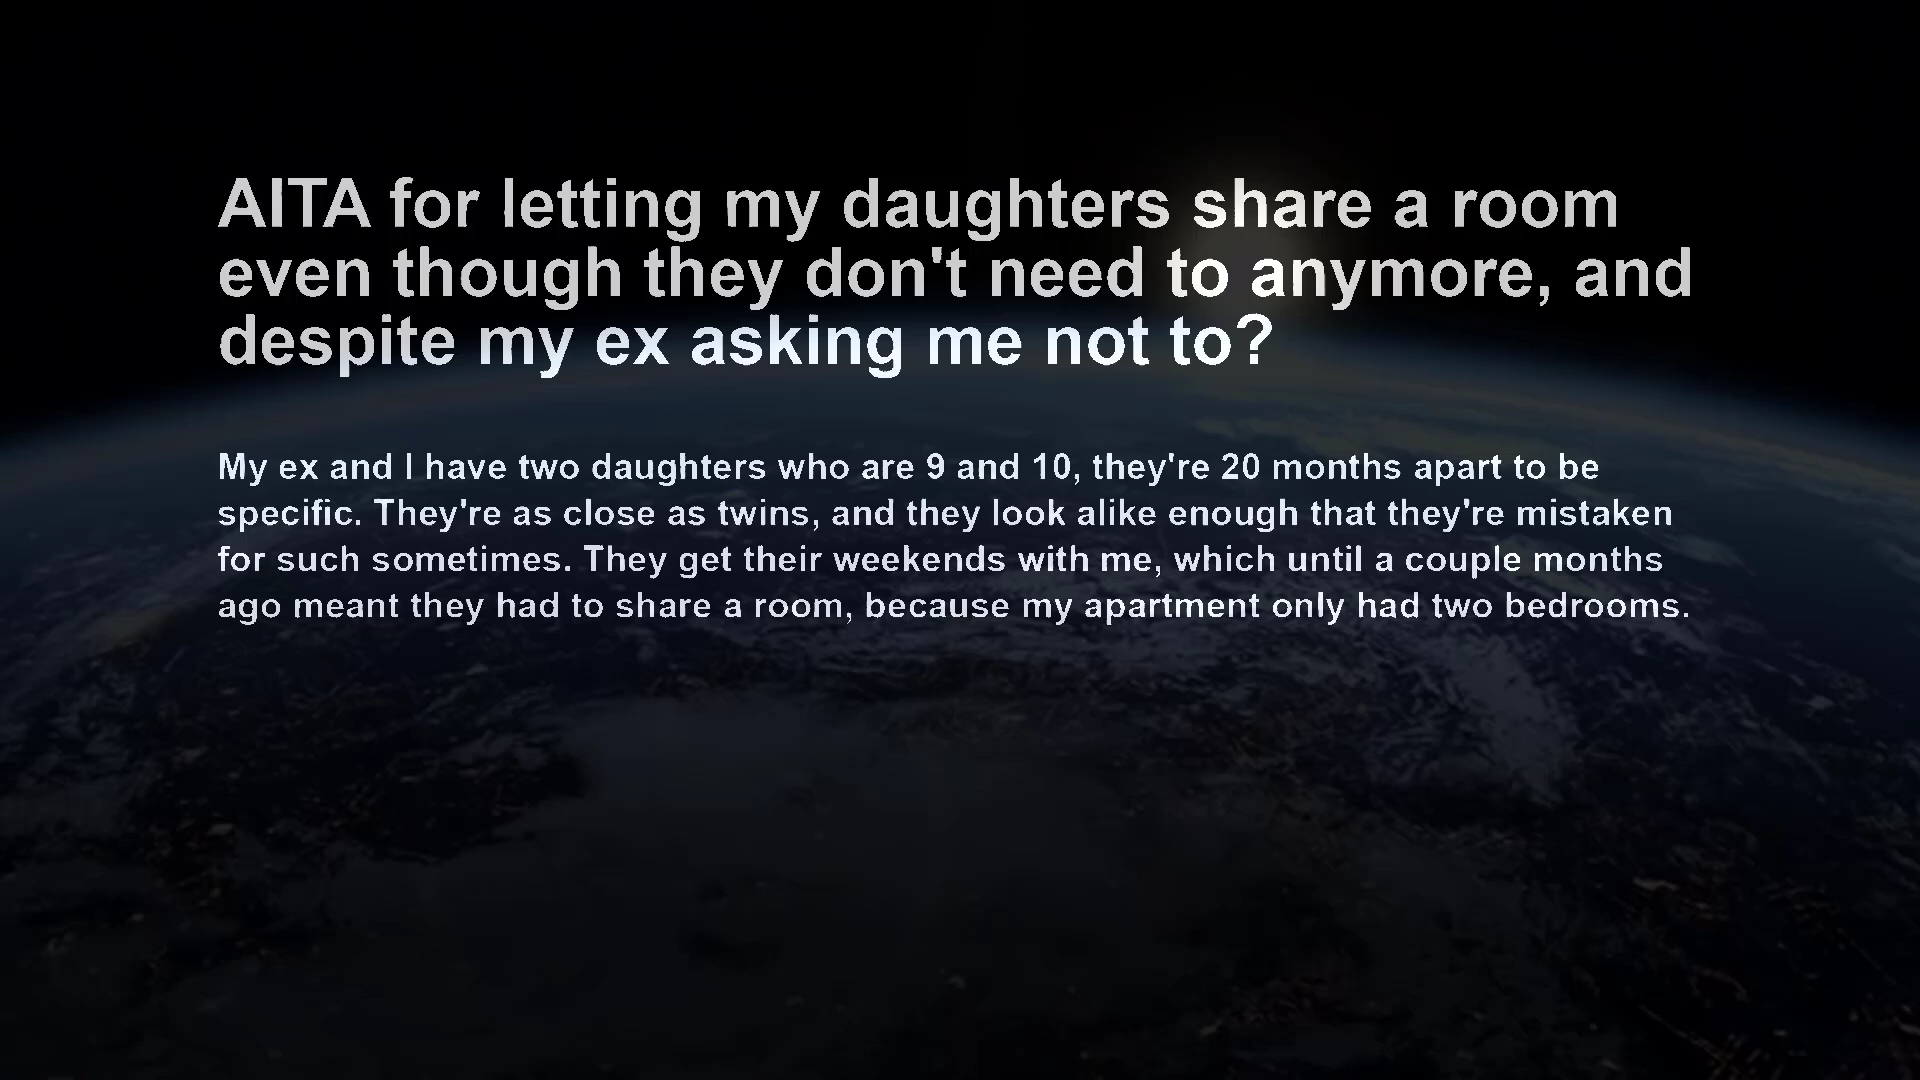 AITA for letting my daughters share a room
even though they don't need to anymore, and
despite my ex asking me not to?
My ex and I have two daughters who are 9 and 10, they're 20 months apart to be
specific. They're as close as twins, and they look alike enough that they're mistaken
for such sometimes. They get their weekends with me, which until a couple months
ago meant they had to share a room, because my apartment only had two bedrooms.